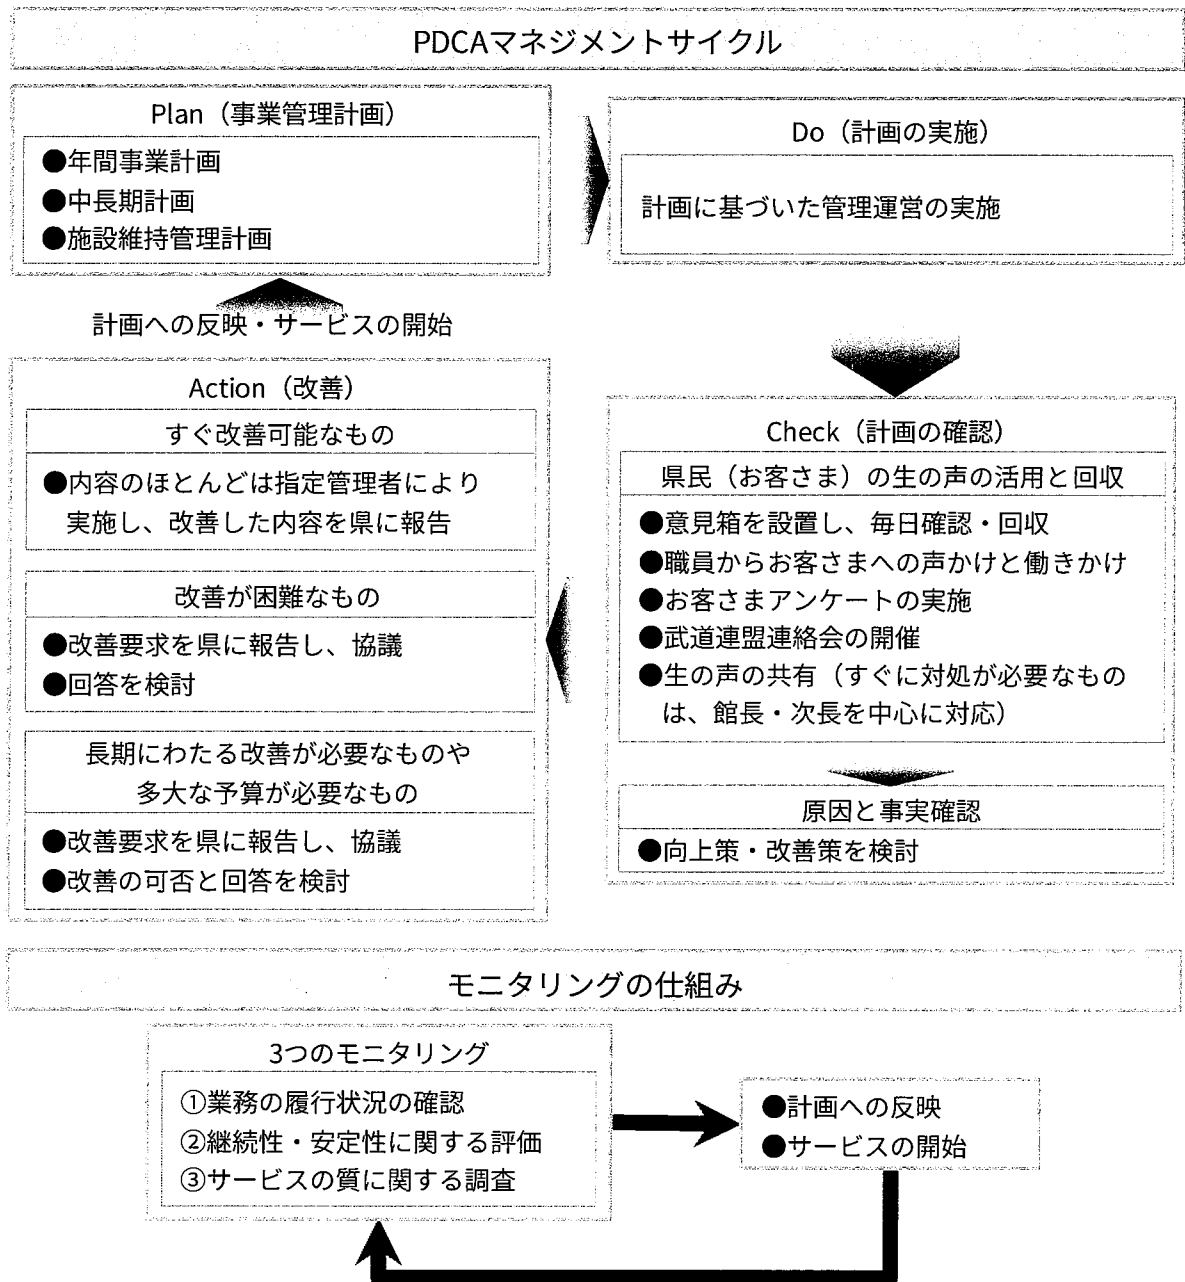 PDCAマネジメントサイクル
Plan（事業管理計画）
●年間事業計画
●中長期計画
●施設維持管理計画
Do（計画の実施）
計画に基づいた管理運営の実施
計画への反映・サービスの開始
Action（改善）
すぐ改善可能なもの
●内容のほとんどは指定管理者により
実施し、改善した内容を県に報告
改善が困難なもの
●改善要求を県に報告し、協議
●回答を検討
長期にわたる改善が必要なものや
多大な予算が必要なもの
●改善要求を県に報告し、協議
●改善の可否と回答を検討
Check（計画の確認）
県民（お客さま）の生の声の活用と回収
●意見箱を設置し、毎日確認・回収
●職員からお客さまへの声かけと働きかけ
●お客さまアンケートの実施
●武道連盟連絡会の開催
●生の声の共有（すぐに対処が必要なもの
は、館長・次長を中心に対応）
原因と事実確認
●向上策・改善策を検討
モニタリングの仕組み
3つのモニタリング
①業務の履行状況の確認
②継続性・安定性に関する評価
③サービスの質に関する調査
●計画への反映
●サービスの開始